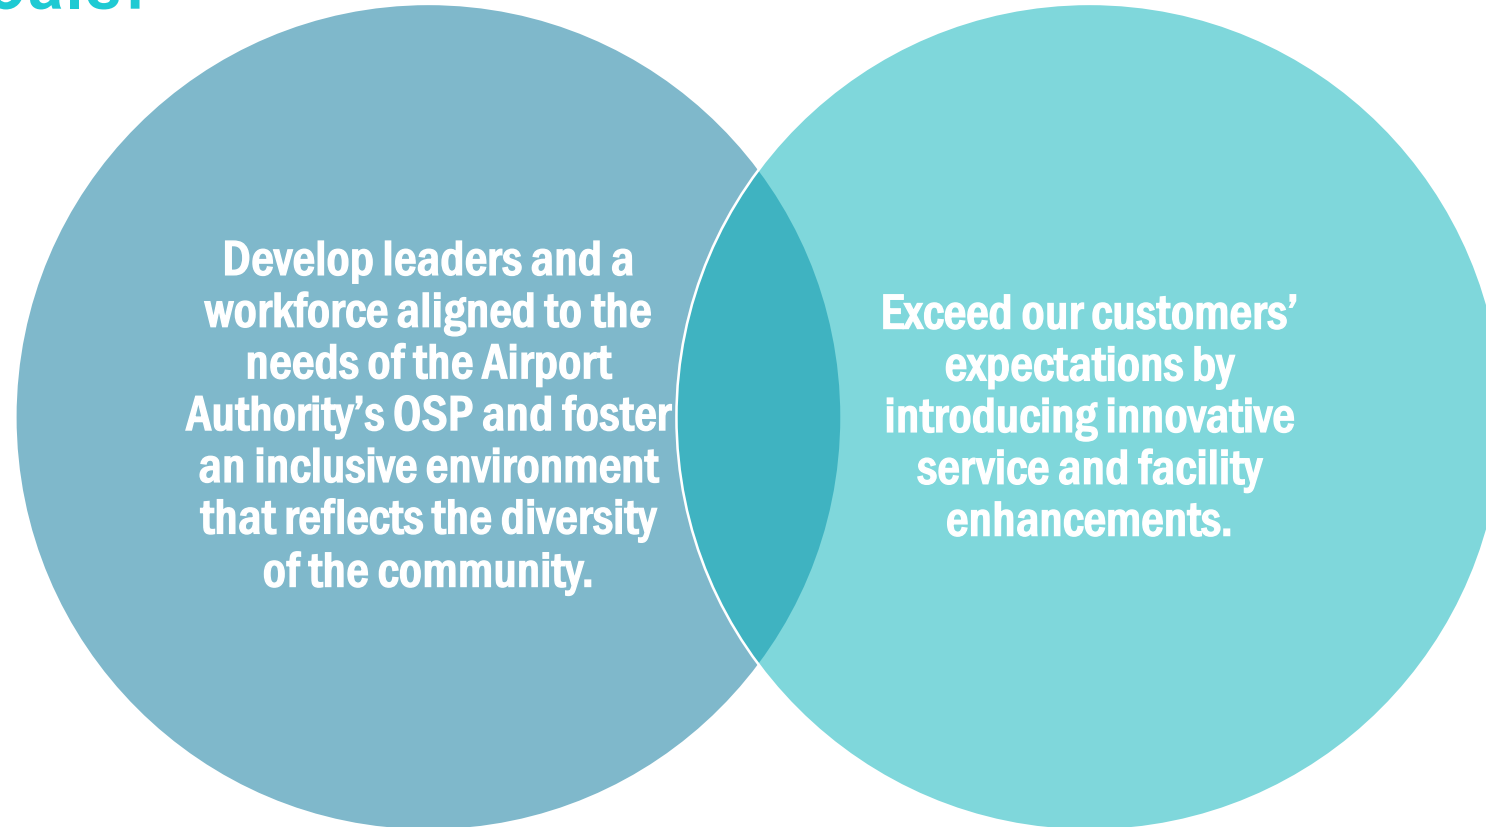 Develop leaders and a
workforce aligned to the
needs of the Airport
Authority’s OSP and foster
an inclusive environment
that reflects the diversity
of the community.
Exceed our customers’
expectations by
introducing innovative
service and facility
enhancements.